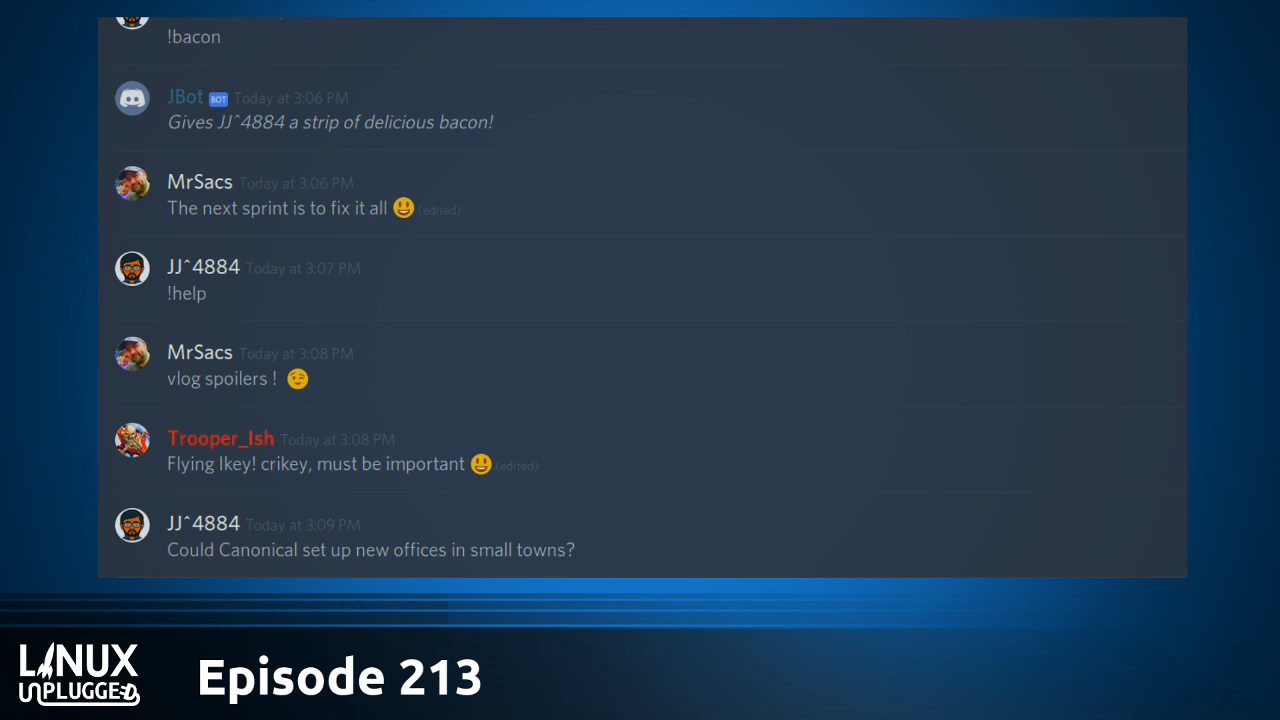 !bacon
JBot BOT Today at 3:06 PM
Gives JJ^4884 a strip of delicious bacon!
MrSacs Today at 3:06 PM
The next sprint is to fix it all 😃 (edited)
JJ^4884 Today at 3:07 PM
!help
MrSacs Today at 3:08 PM
vlog spoilers ! 😉
Trooper_Ish Today at 3:08 PM
Flying Ikey! crikey, must be important 😃 (edited)
JJ^4884 Today at 3:09 PM
Could Canonical set up new offices in small towns?
LINUX
UNPLUGGED
Episode 213